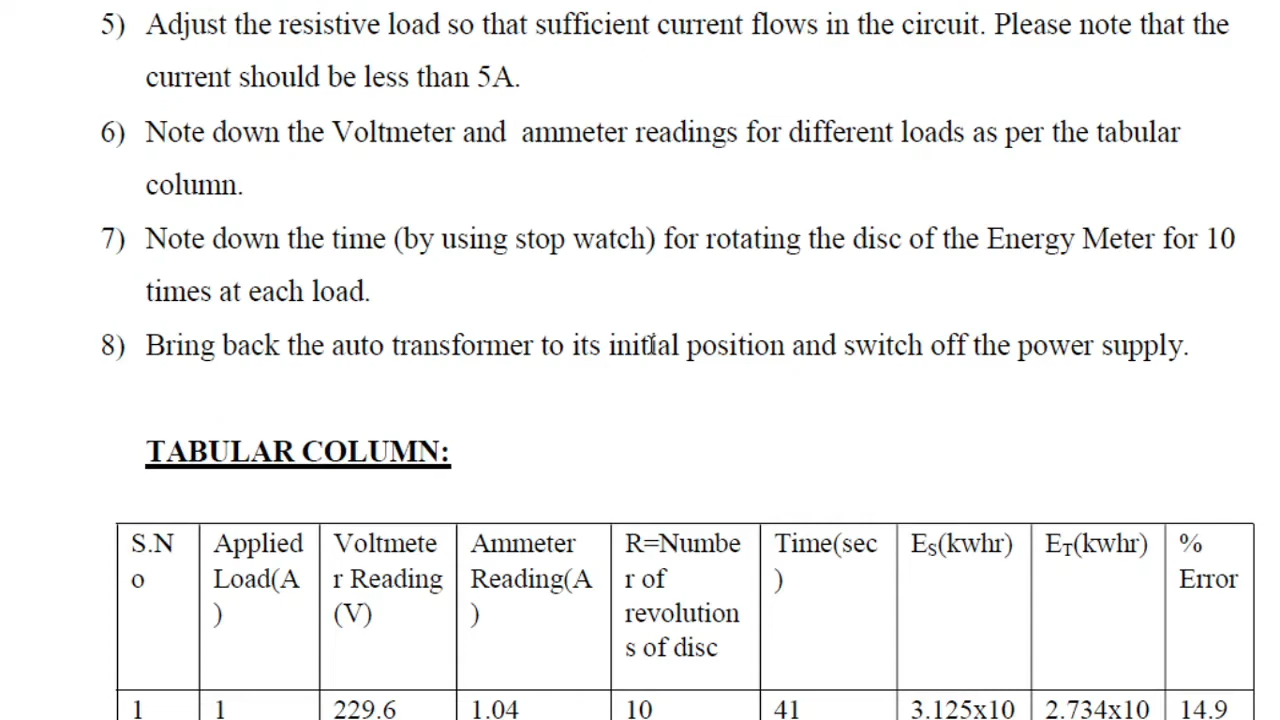 5) Adjust the resistive load so that sufficient current flows in the circuit. Please note that the
current should be less than 5A.
6) Note down the Voltmeter and ammeter readings for different loads as per the tabular
column.
7) Note down the time (by using stop watch) for rotating the disc of the Energy Meter for 10
times at each load.
8) Bring back the auto transformer to its initial position and switch off the power supply.
TABULAR COLUMN:
S.N Applied Voltmete Ammeter R=Numbe Time(sec ES(kwhr) ET(kwhr) %
o Load(A r Reading Reading(A r of ) Error
) (V) ) revolution
s of disc
1 1 229.6 1.04 10 41 3.125x10 2.734x10 14.9